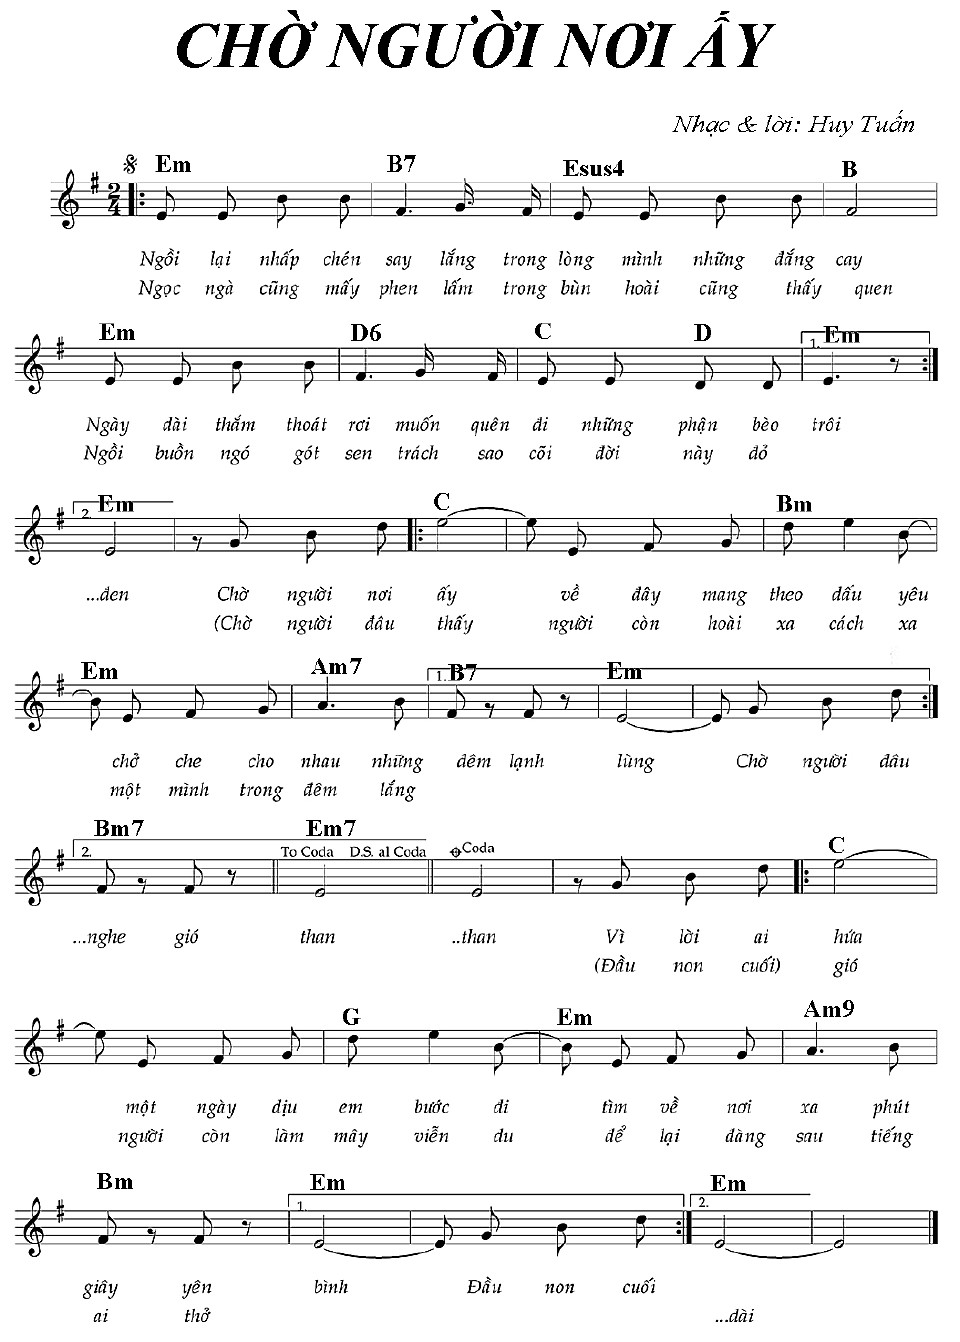 CHỜ NGƯỜI NƠI ẤY
Nhạc & lời: Huy Tuấn
Em B7 Esus4 B
2
4
Ngồi lại nhấp chén say lắng trong lòng mình những đắng cay
Ngọc ngà cũng mấy phen lấm trong bùn hoài cũng thấy quen
Em D6 C D 1. Em
Ngày dài thắm thoát rơi muốn quên đi những phận bèo trôi
Ngồi buồn ngó gót sen trách sao cõi đời này đỏ
2. Em C Bm
...đen Chờ người nơi ấy về đây mang theo dấu yêu
(Chờ người đâu thấy người còn hoài xa cách xa
Em Am7 1. B7 Em
chở che cho nhau những đêm lạnh lùng Chờ người đâu
một mình trong đêm lắng
Bm7 Em7 C
2. To Coda D.S. al Coda Coda
...nghe gió than ..than Vì lời ai hứa
(Đầu non cuối) gió
G Em Am9
một ngày dịu em bước đi tìm về nơi xa phút
người còn làm mây viễn du để lại đàng sau tiếng
Bm Em Em
1. 2.
giây yên bình Đầu non cuối
ai thở ...dài